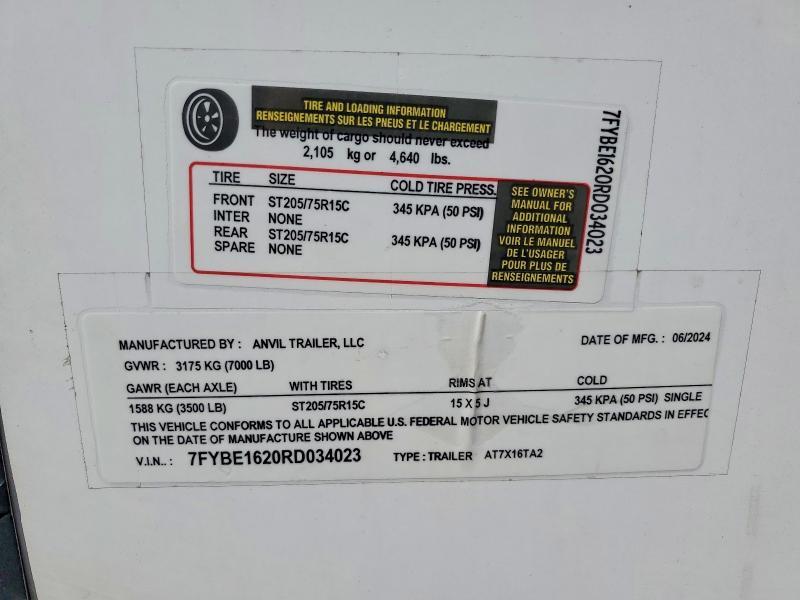 TIRE AND LOADING INFORMATION
RENSEIGNEMENTS SUR LES PNEUS ET LE CHARGEMENT
The weight of cargo should never exceed
2,105 kg or 4,640 lbs.
TIRE SIZE COLD TIRE PRESS.
FRONT ST205/75R15C 345 KPA (50 PSI)
INTER NONE
REAR ST205/75R15C 345 KPA (50 PSI)
SPARE NONE
SEE OWNER'S
MANUAL FOR
ADDITIONAL
INFORMATION
VOIR LE MANUEL
DE L'USAGER
POUR PLUS DE
RENSEIGNEMENTS
7FYBE1620RD034023
MANUFACTURED BY : ANVIL TRAILER, LLC DATE OF MFG. : 06/2024
GVWR : 3175 KG (7000 LB)
GAWR (EACH AXLE) WITH TIRES RIMS AT COLD
1588 KG (3500 LB) ST205/75R15C 15 X 5 J 345 KPA (50 PSI) SINGLE
THIS VEHICLE CONFORMS TO ALL APPLICABLE U.S. FEDERAL MOTOR VEHICLE SAFETY STANDARDS IN EFFEC
ON THE DATE OF MANUFACTURE SHOWN ABOVE
V.I.N.. : 7FYBE1620RD034023 TYPE : TRAILER AT7X16TA2